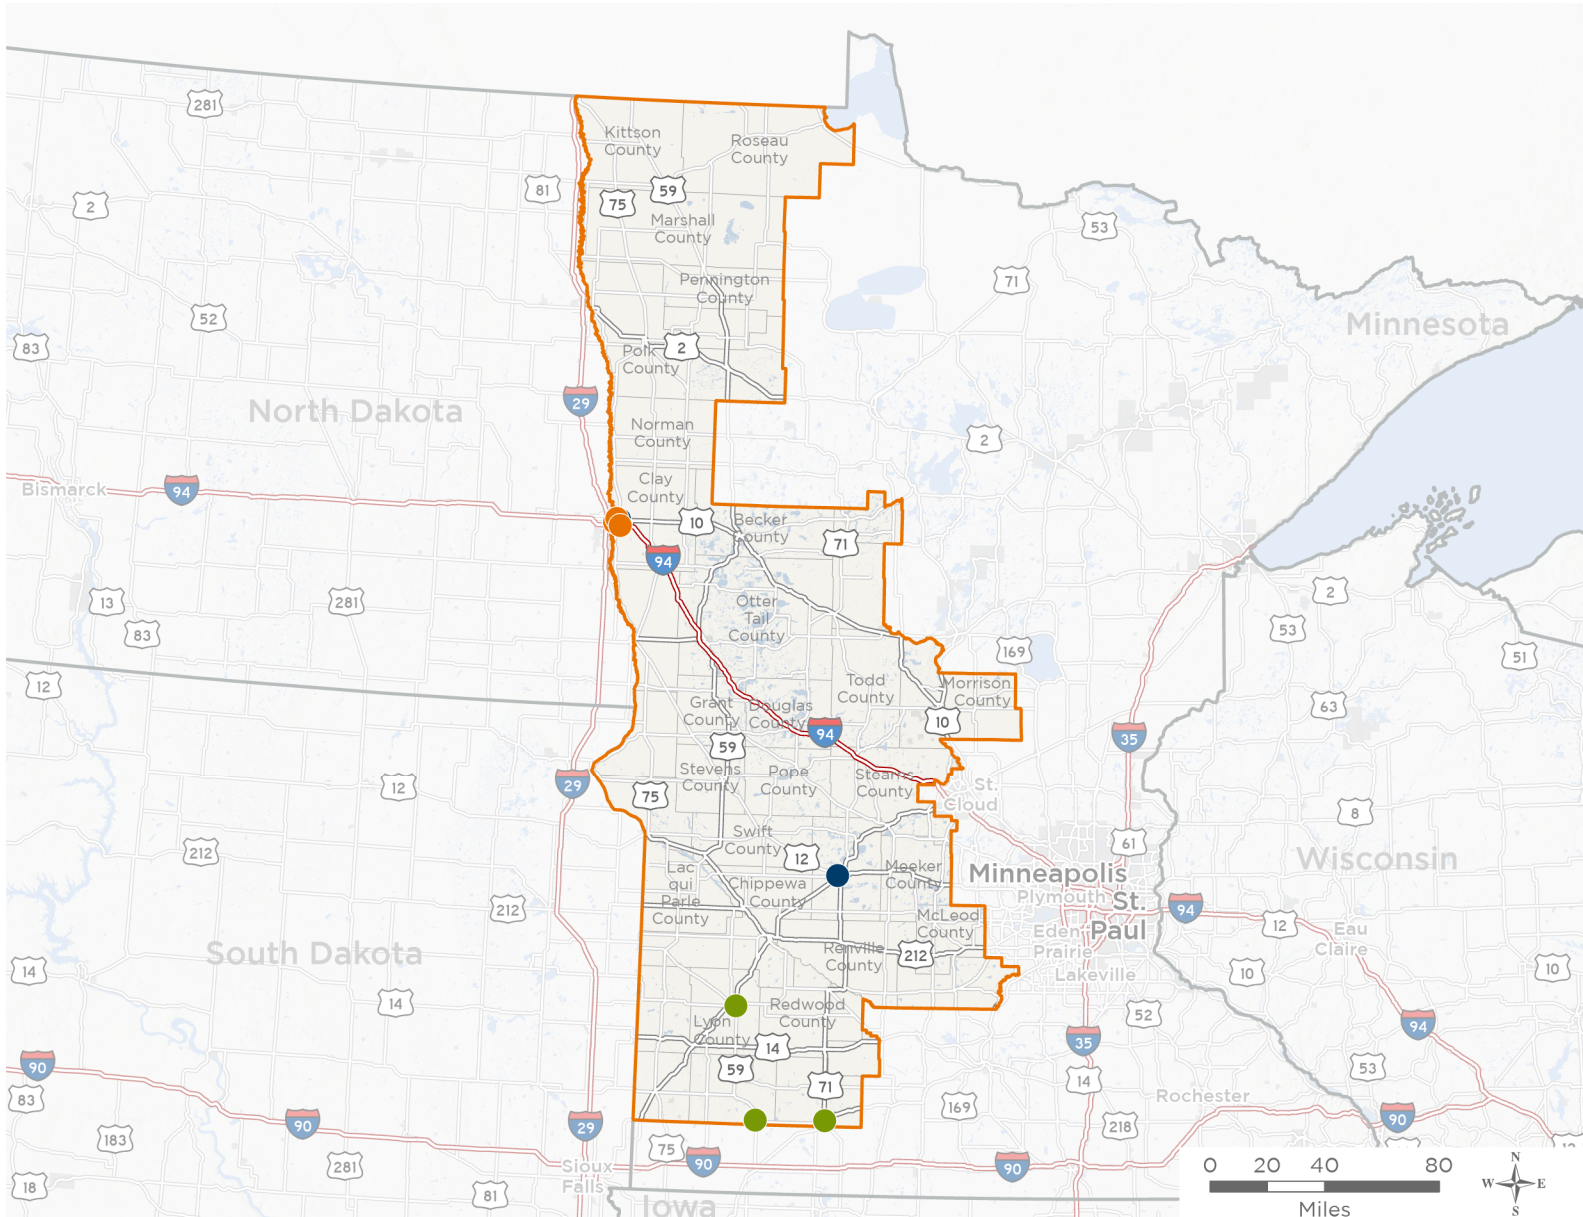 281
Kittson
County
Roseau
County
81
59
2
75
53
Marshall
County
71
Pennington
County
52
Minnesota
83
2
Polk
County
29
North Dakota
Norman
County
2
Clay
County
Bismarck
94
10
Becker
County
71
94
13
281
Otter
Tail
County
2
83
53
169
51
12
Todd
County
Morrison
County
Grant
County
Douglas
County
63
10
94
35
59
Stevens
County
Pope
County
Stearns
County
29
12
St.
Cloud
75
8
Swift
County
61
212
12
Wisconsin
Lac
qui
Parle
County
Chippewa
County
Meeker
County
Minneapolis
Plymouth
St.
Paul
212
94
McLeod
County
12
Eau
Claire
Eden
Prairie
South Dakota
Renville
County
212
14
Lakeville
10
10
14
Redwood
County
52
Lyon
County
94
14
35
90
59
53
71
14
83
Rochester
169
90
90
29
218
183
75
281
90
90
Sioux
Falls
18
81
Iowa
0 20 40 80
Miles
N
W E
S